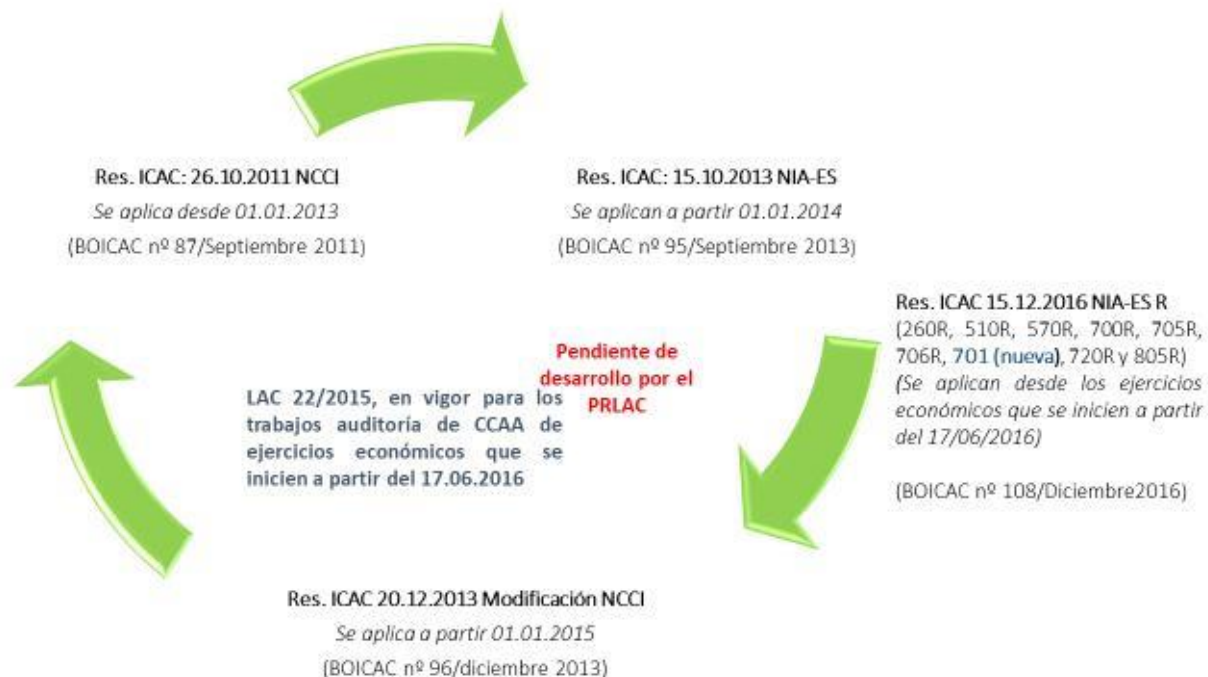 Res. ICAC: 26.10.2011 NCCI
Se aplica desde 01.01.2013
(BOICAC nº 87/Septiembre 2011)
Res. ICAC: 15.10.2013 NIA-ES
Se aplican a partir 01.01.2014
(BOICAC nº 95/Septiembre 2013)
Res. ICAC 15.12.2016 NIA-ES R
(260R, 510R, 570R, 700R, 705R,
706R, 701 (nueva), 720R y 805R)
(Se aplican desde los ejercicios
económicos que se inicien a partir
del 17/06/2016)
(BOICAC nº 108/Diciembre2016)
Pendiente de
desarrollo por el
PRLAC
LAC 22/2015, en vigor para los
trabajos auditoría de CCAA de
ejercicios económicos que se
inicien a partir del 17.06.2016
Res. ICAC 20.12.2013 Modificación NCCI
Se aplica a partir 01.01.2015
(BOICAC nº 96/diciembre 2013)